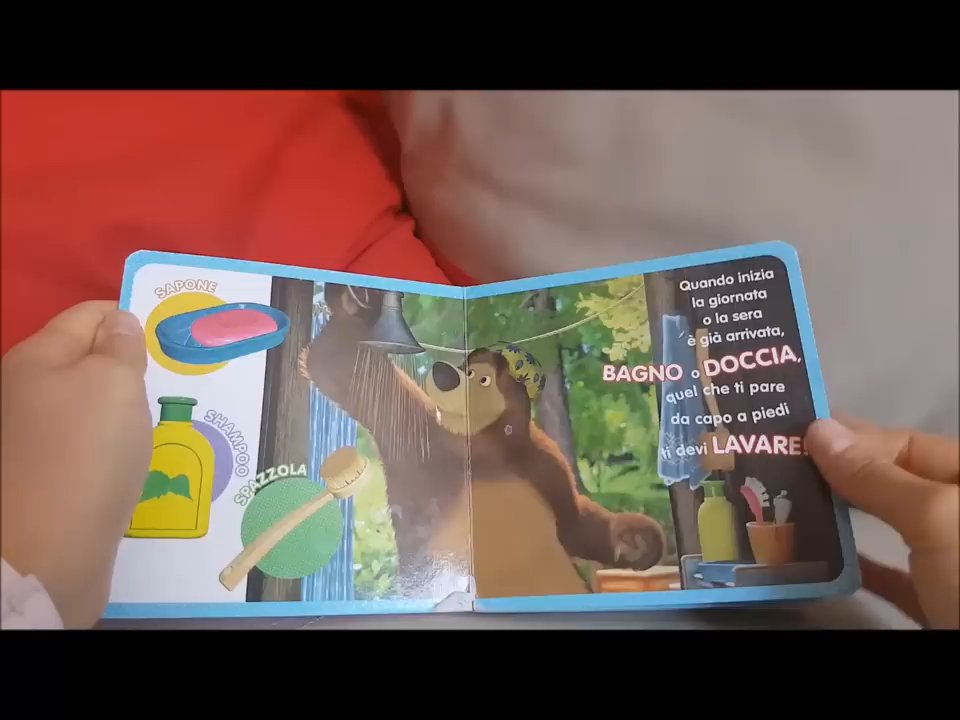 SAPONE
SHAMPOO
SPAZZOLA
Quando inizia
la giornata
o la sera
è già arrivata,
BAGNO o DOCCIA,
quel che ti pare
da capo a piedi
ti devi LAVARE!